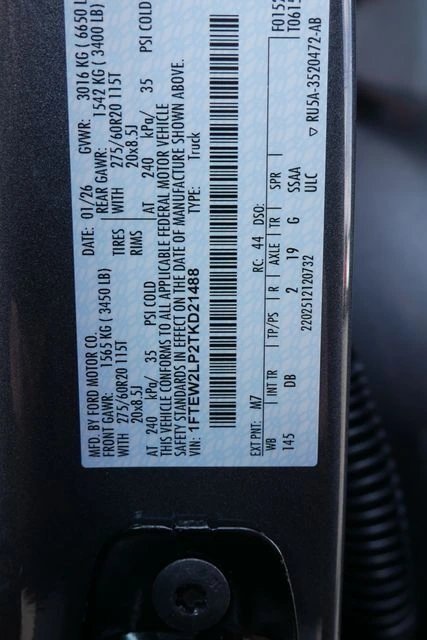 MFD. BY FORD MOTOR CO.
DATE: 01/26 GVWR: 3016 KG ( 6650 L
FRONT GAWR: 1565 KG ( 3450 LB) REAR GAWR: 1542 KG ( 3400 LB)
WITH 275/60R20 115T TIRES WITH 275/60R20 115T
20x8.5J RIMS 20x8.5J
AT 240 kPa/ 35 PSI COLD AT 240 kPa/ 35 PSI COLD
THIS VEHICLE CONFORMS TO ALL APPLICABLE FEDERAL MOTOR VEHICLE
SAFETY STANDARDS IN EFFECT ON THE DATE OF MANUFACTURE SHOWN ABOVE.
VIN: 1FTEW2LP2TKD21488 TYPE: Truck
F0152
T0615
EXT PNT: M7 RC: 44 DSO:
WB INT TR TP/PS R AXLE TR SPR
145 DB 2 19 G SSAA
2202512120732 ULC
▽ RU5A-3520472-AB